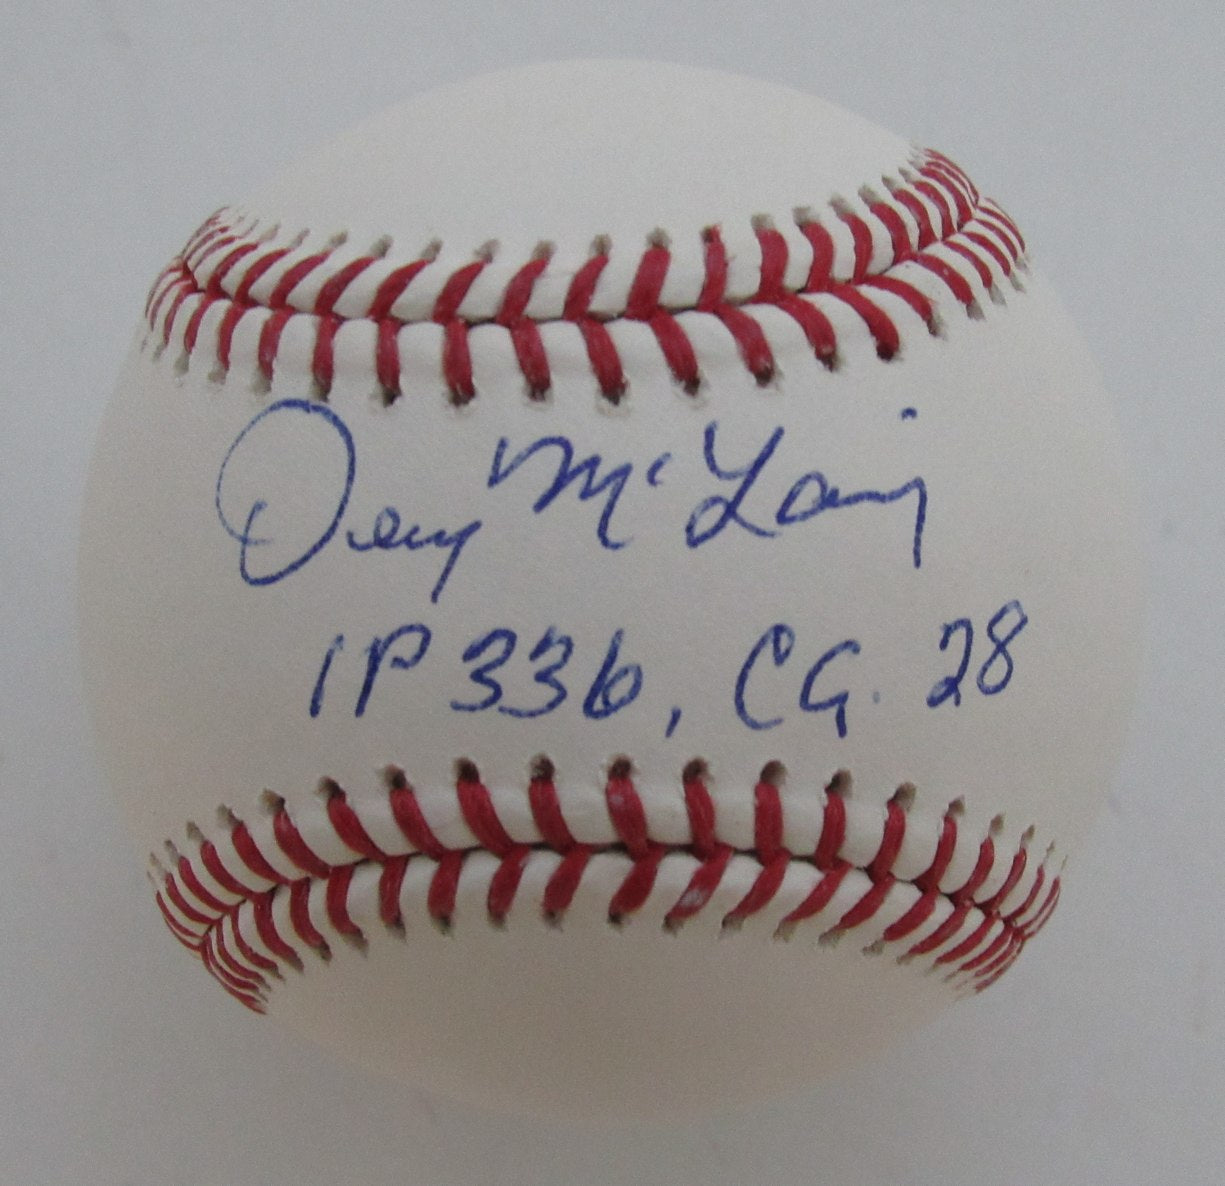 Denny McLain
IP 336, CG. 28